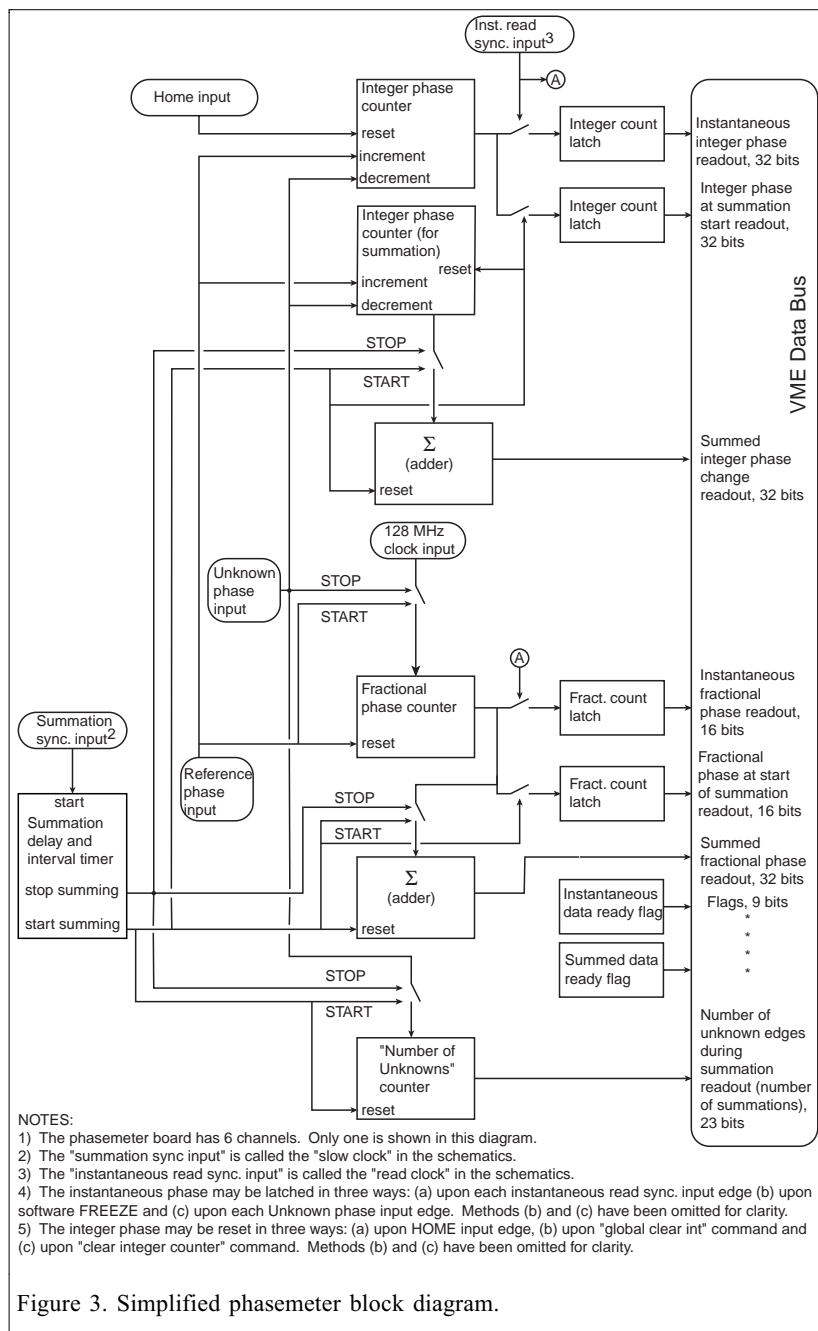 Inst. read
sync. input3
A
Home input
Integer phase
counter
reset
increment
decrement
Integer count
latch
Instantaneous
integer phase
readout, 32 bits
Integer count
latch
Integer phase
at summation
start readout,
32 bits
Integer phase
counter (for
summation)
reset
increment
decrement
STOP
START
VME Data Bus
Σ
(adder)
reset
Summed
integer phase
change
readout, 32 bits
128 MHz
clock input
Unknown
phase
input
STOP
START
A
Fractional
phase counter
reset
Fract. count
latch
Instantaneous
fractional
phase readout,
16 bits
Summation
sync. input2
Reference
phase
input
Fract. count
latch
Fractional
phase at start
of summation
readout, 16 bits
start
Summation
delay and
interval timer
stop summing
start summing
STOP
START
Σ
(adder)
reset
Summed
fractional phase
readout, 32 bits
Instantaneous
data ready flag
Flags, 9 bits
*
*
*
*
Summed data
ready flag
STOP
START
"Number of
Unknowns"
counter
reset
Number of
unknown edges
during
summation
readout (number
of summations),
23 bits
NOTES:
1) The phasemeter board has 6 channels. Only one is shown in this diagram.
2) The "summation sync input" is called the "slow clock" in the schematics.
3) The "instantaneous read sync. input" is called the "read clock" in the schematics.
4) The instantaneous phase may be latched in three ways: (a) upon each instantaneous read sync. input edge (b) upon
software FREEZE and (c) upon each Unknown phase input edge. Methods (b) and (c) have been omitted for clarity.
5) The integer phase may be reset in three ways: (a) upon HOME input edge, (b) upon "global clear int" command and
(c) upon "clear integer counter" command. Methods (b) and (c) have been omitted for clarity.
Figure 3. Simplified phasemeter block diagram.